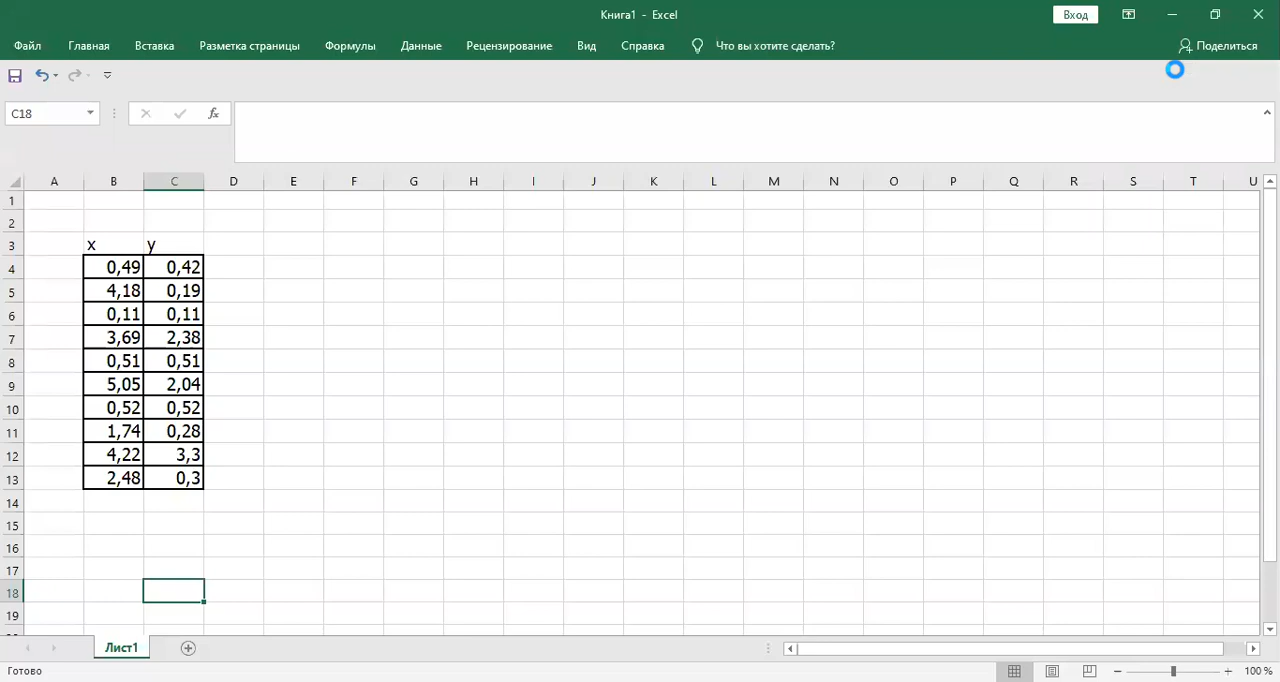 Книга1 - Excel
Вход
Файл Главная Вставка Разметка страницы Формулы Данные Рецензирование Вид Справка Что вы хотите сделать? Поделиться
C18 fx
A B C D E F G H I J K L M N O P Q R S T U
1
2
3 x y
4 0,49 0,42
5 4,18 0,19
6 0,11 0,11
7 3,69 2,38
8 0,51 0,51
9 5,05 2,04
10 0,52 0,52
11 1,74 0,28
12 4,22 3,3
13 2,48 0,3
14
15
16
17
18
19
Лист1
Готово 100 %